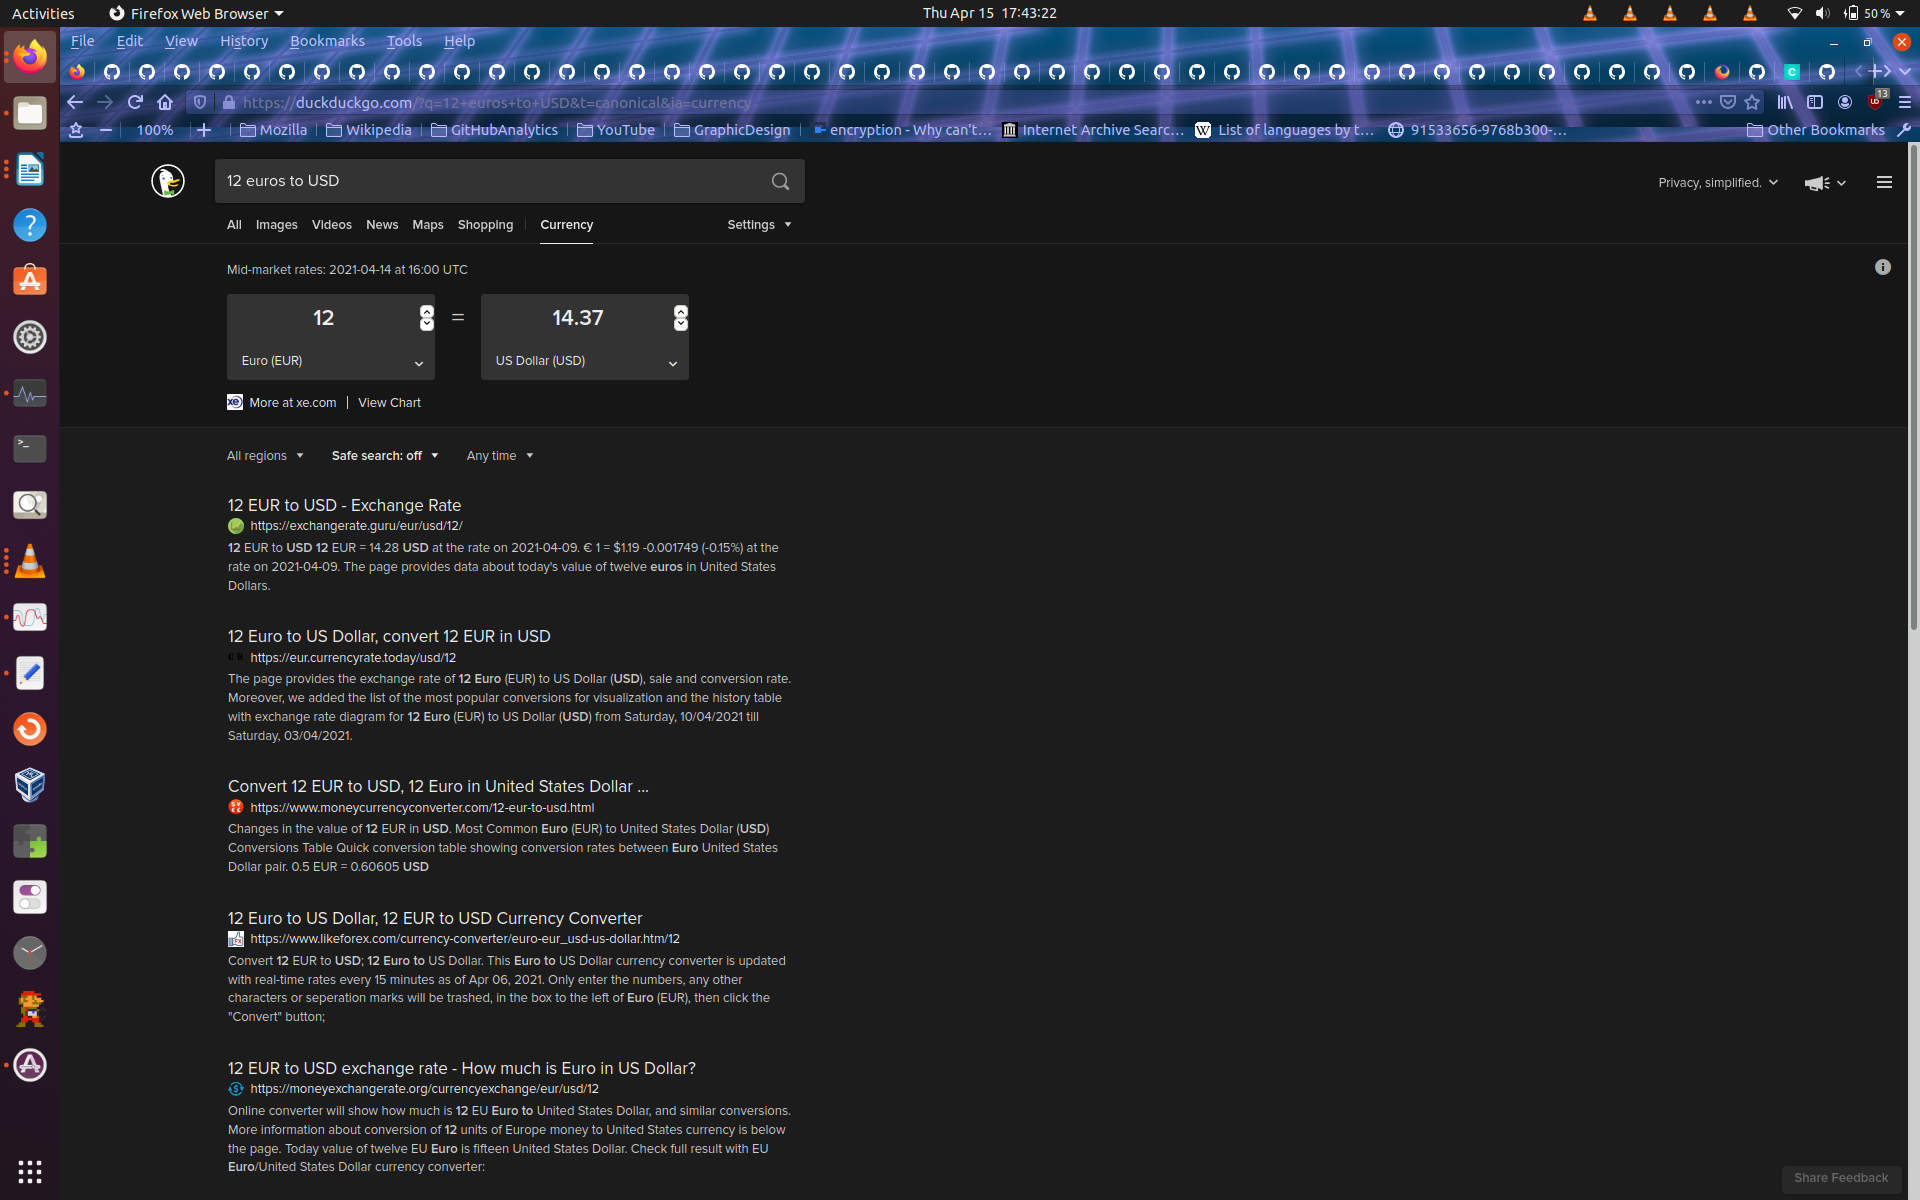 Activities
Firefox Web Browser
Thu Apr 15 17:43:22
50 %
File Edit View History Bookmarks Tools Help
https://duckduckgo.com/?q=12+euros+to+USD&t=canonical&ia=currency
13
100%
Mozilla
Wikipedia
GitHubAnalytics
YouTube
GraphicDesign
encryption - Why can't…
Internet Archive Searc…
List of languages by t…
91533656-9768b300-…
Other Bookmarks
12 euros to USD
Privacy, simplified.
All Images Videos News Maps Shopping Currency Settings
Mid-market rates: 2021-04-14 at 16:00 UTC
12 = 14.37
Euro (EUR) US Dollar (USD)
xe More at xe.com | View Chart
All regions Safe search: off Any time
12 EUR to USD - Exchange Rate
https://exchangerate.guru/eur/usd/12/
12 EUR to USD 12 EUR = 14.28 USD at the rate on 2021-04-09. € 1 = $1.19 -0.001749 (-0.15%) at the
rate on 2021-04-09. The page provides data about today's value of twelve euros in United States
Dollars.
12 Euro to US Dollar, convert 12 EUR in USD
https://eur.currencyrate.today/usd/12
The page provides the exchange rate of 12 Euro (EUR) to US Dollar (USD), sale and conversion rate.
Moreover, we added the list of the most popular conversions for visualization and the history table
with exchange rate diagram for 12 Euro (EUR) to US Dollar (USD) from Saturday, 10/04/2021 till
Saturday, 03/04/2021.
Convert 12 EUR to USD, 12 Euro in United States Dollar ...
https://www.moneycurrencyconverter.com/12-eur-to-usd.html
Changes in the value of 12 EUR in USD. Most Common Euro (EUR) to United States Dollar (USD)
Conversions Table Quick conversion table showing conversion rates between Euro United States
Dollar pair. 0.5 EUR = 0.60605 USD
12 Euro to US Dollar, 12 EUR to USD Currency Converter
https://www.likeforex.com/currency-converter/euro-eur_usd-us-dollar.htm/12
Convert 12 EUR to USD; 12 Euro to US Dollar. This Euro to US Dollar currency converter is updated
with real-time rates every 15 minutes as of Apr 06, 2021. Only enter the numbers, any other
characters or seperation marks will be trashed, in the box to the left of Euro (EUR), then click the
"Convert" button;
12 EUR to USD exchange rate - How much is Euro in US Dollar?
https://moneyexchangerate.org/currencyexchange/eur/usd/12
Online converter will show how much is 12 EU Euro to United States Dollar, and similar conversions.
More information about conversion of 12 units of Europe money to United States currency is below
the page. Today value of twelve EU Euro is fifteen United States Dollar. Check full result with EU
Euro/United States Dollar currency converter:
Share Feedback